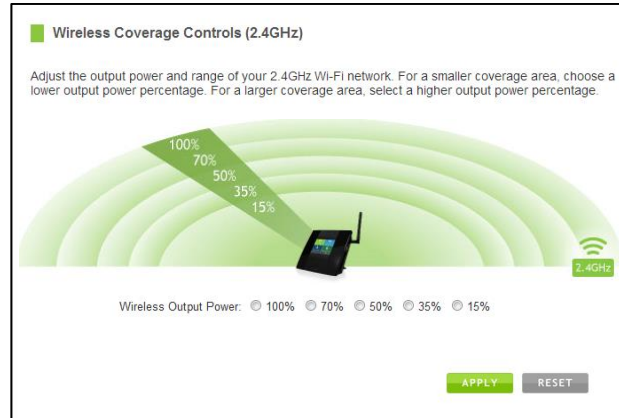 Wireless Coverage Controls (2.4GHz)
Adjust the output power and range of your 2.4GHz Wi-Fi network. For a smaller coverage area, choose a
lower output power percentage. For a larger coverage area, select a higher output power percentage.
100%
70%
50%
35%
15%
2.4GHz
Wireless Output Power: 100% 70% 50% 35% 15%
APPLY RESET